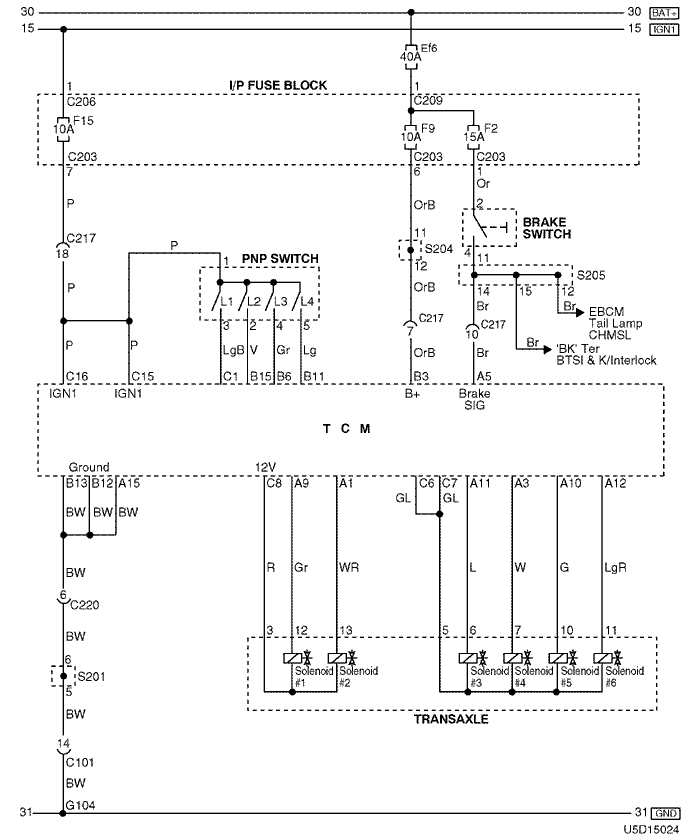 30 30 BAT+
15 15 IGN1
Ef6
40A
I/P FUSE BLOCK
1 1
C206 C209
F15 F9 F2
10A 10A 15A
C203 C203 C203
7 6 1
Or
P OrB 2
BRAKE
SWITCH
C217 P 11 4
18 PNP SWITCH S204 11
1 12 S205
P L1 L2 L3 L4 OrB 14 15 12
Br Br EBCM
Tail Lamp
CHMSL
3 2 4 5 C217 C217
7 10
P P LgB V Gr Lg OrB Br Br 'BK' Ter
BTSI & K/Interlock
C16 C15 C1 B15 B6 B11 B3 A5
IGN1 IGN1 B+ Brake
SIG
T C M
Ground 12V
B13 B12 A15 C8 A9 A1 C6 C7 A11 A3 A10 A12
BW BW BW GL GL
BW R Gr WR L W G LgR
6
C220
BW 3 12 13 5 6 7 10 11
6 Solenoid Solenoid Solenoid Solenoid Solenoid Solenoid
S201 #1 #2 #3 #4 #5 #6
5
BW TRANSAXLE
14
C101
BW
G104
31 31 GND
U5D15024